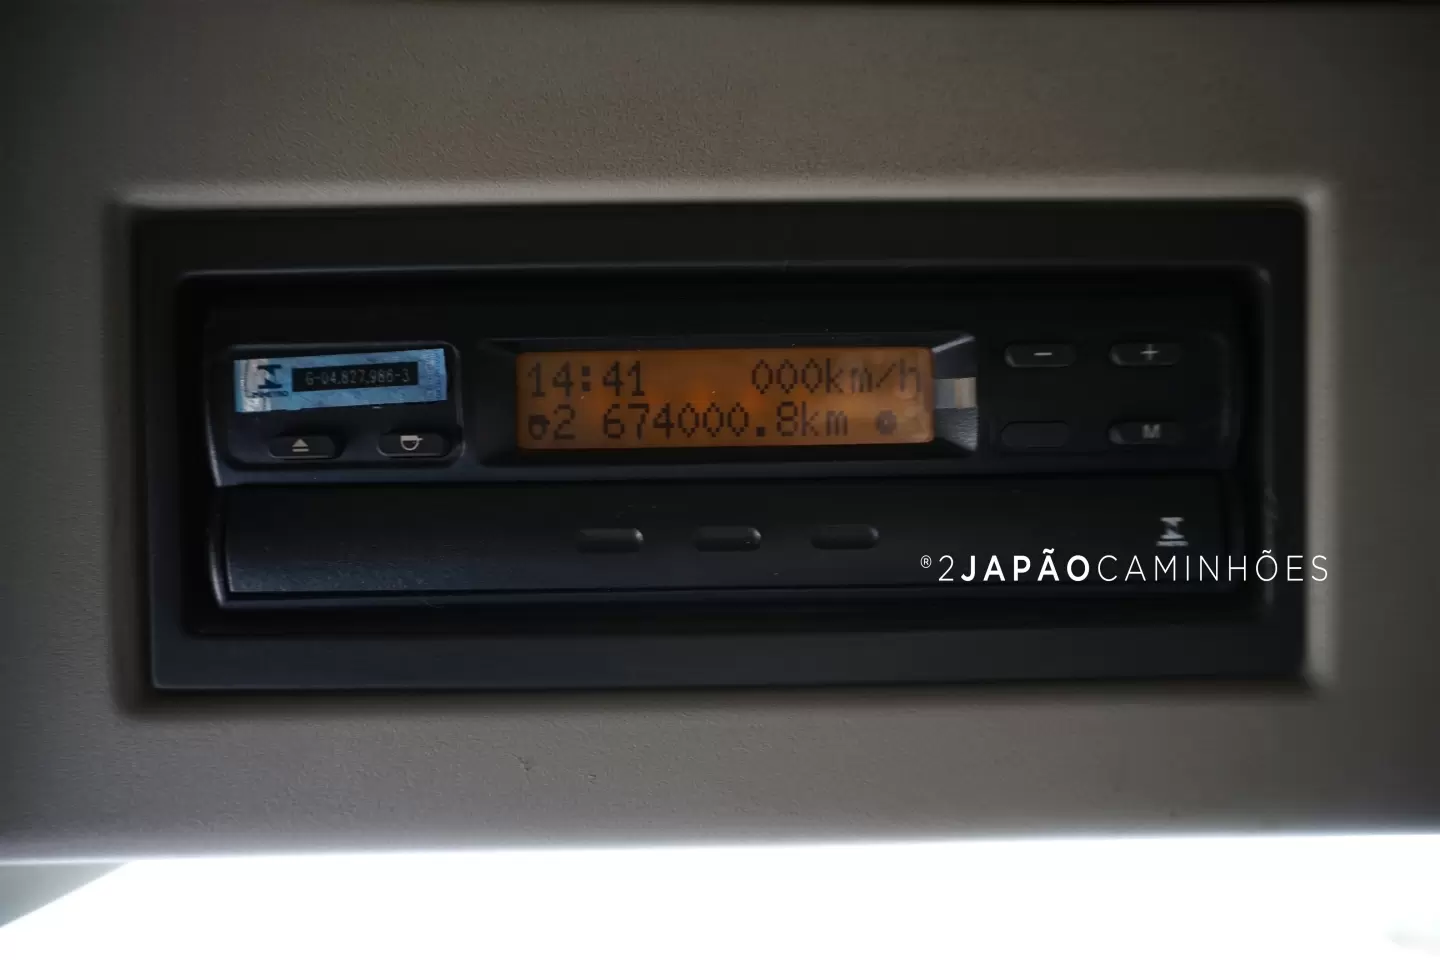 G-04.827.986-3
14:41 000km/h
2 674000.8km
- +
M
®2JAPÃOCAMINHÕES